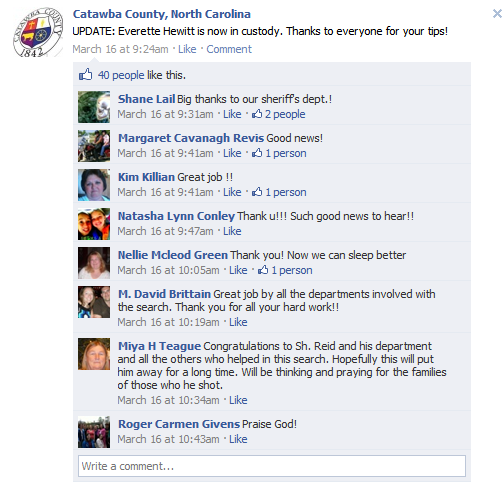 Catawba County, North Carolina
UPDATE: Everette Hewitt is now in custody. Thanks to everyone for your tips!
March 16 at 9:24am · Like · Comment
CATAWBA COUNTY
1842
40 people like this.
Shane Lail Big thanks to our sheriff's dept.!
March 16 at 9:31am · Like · 2 people
Margaret Cavanagh Revis Good news!
March 16 at 9:41am · Like · 1 person
Kim Killian Great job !!
March 16 at 9:41am · Like · 1 person
Natasha Lynn Conley Thank u!!! Such good news to hear!!
March 16 at 9:47am · Like
Nellie Mcleod Green Thank you! Now we can sleep better
March 16 at 10:05am · Like · 1 person
M. David Brittain Great job by all the departments involved with
the search. Thank you for all your hard work!!
March 16 at 10:19am · Like
Miya H Teague Congratulations to Sh. Reid and his department
and all the others who helped in this search. Hopefully this will put
him away for a long time. Will be thinking and praying for the families
of those who he shot.
March 16 at 10:34am · Like
Roger Carmen Givens Praise God!
March 16 at 10:43am · Like
Write a comment...